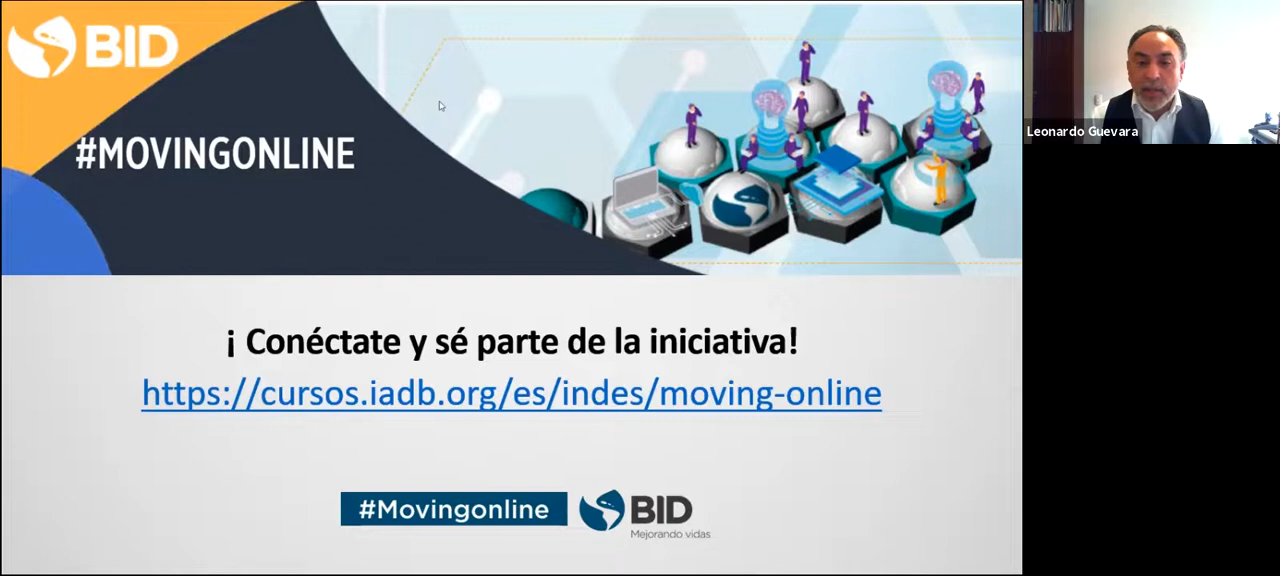 BID
#MOVINGONLINE
Leonardo Guevara
¡ Conéctate y sé parte de la iniciativa!
https://cursos.iadb.org/es/indes/moving-online
#Movingonline
BID
Mejorando vidas